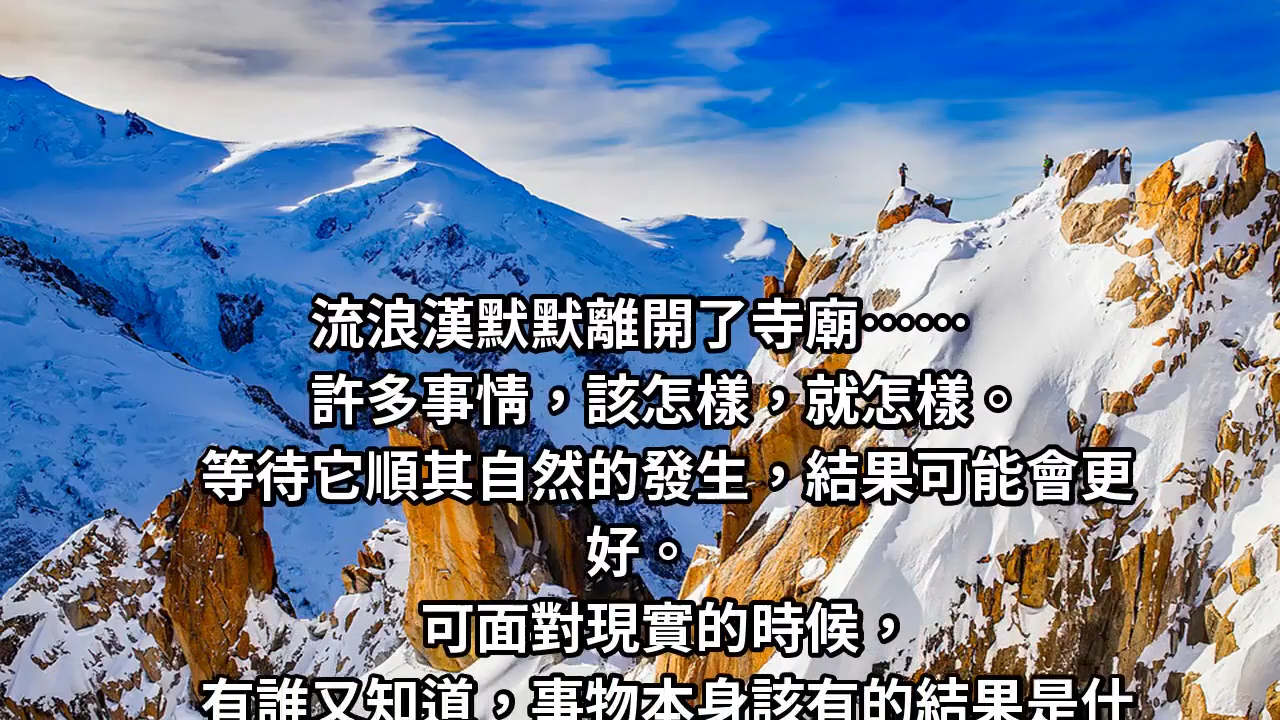 流浪漢默默離開了寺廟⋯⋯
許多事情，該怎樣，就怎樣。
等待它順其自然的發生，結果可能會更
好。
可面對現實的時候，
有誰又知道，事物本身該有的結果是什